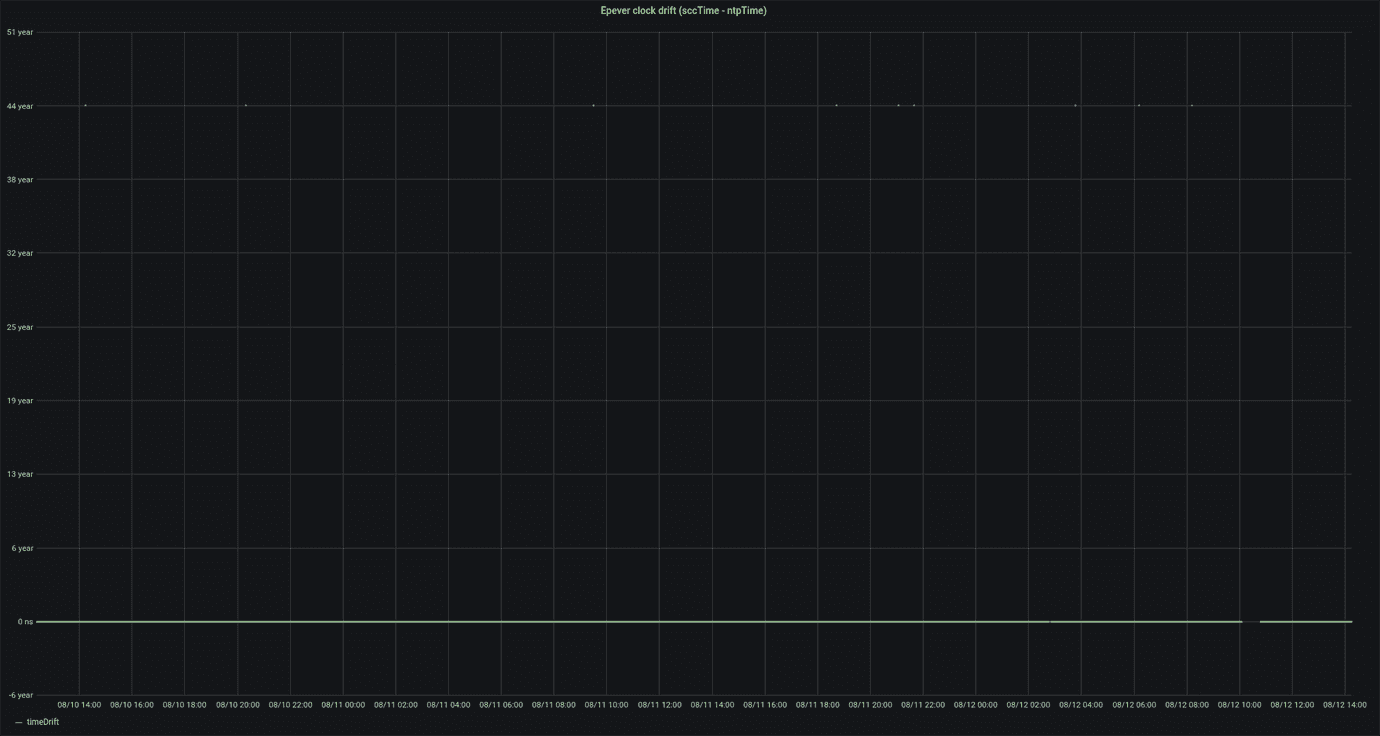 Epever clock drift (sccTime - ntpTime)
51 year
44 year
38 year
32 year
25 year
19 year
13 year
6 year
0 ns
-6 year
08/10 14:00 08/10 16:00 08/10 18:00 08/10 20:00 08/10 22:00 08/11 00:00 08/11 02:00 08/11 04:00 08/11 06:00 08/11 08:00 08/11 10:00 08/11 12:00 08/11 14:00 08/11 16:00 08/11 18:00 08/11 20:00 08/11 22:00 08/12 00:00 08/12 02:00 08/12 04:00 08/12 06:00 08/12 08:00 08/12 10:00 08/12 12:00 08/12 14:00
timeDrift